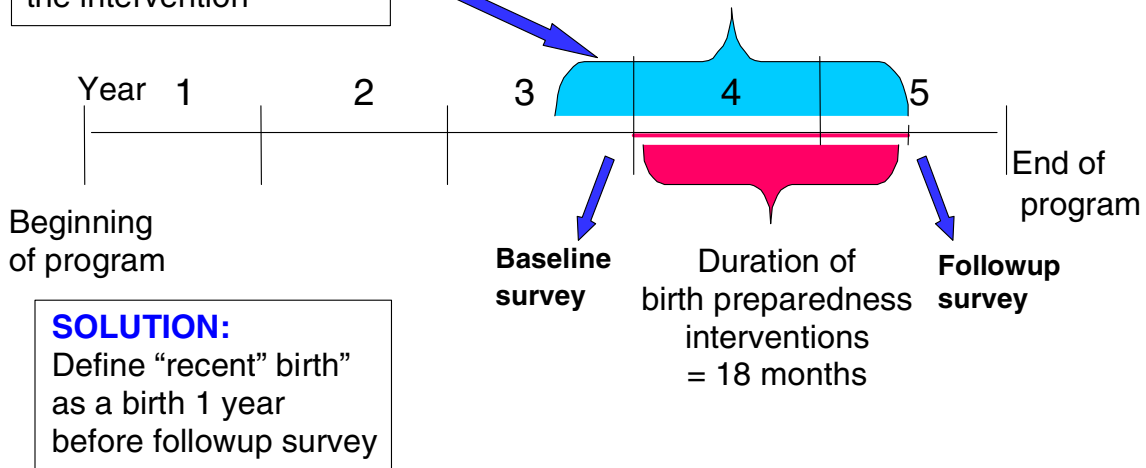 the intervention
Year 1 2 3 4 5
Beginning
of program
End of
program
Baseline
survey
Duration of
birth preparedness
interventions
= 18 months
Followup
survey
SOLUTION:
Define “recent” birth”
as a birth 1 year
before followup survey